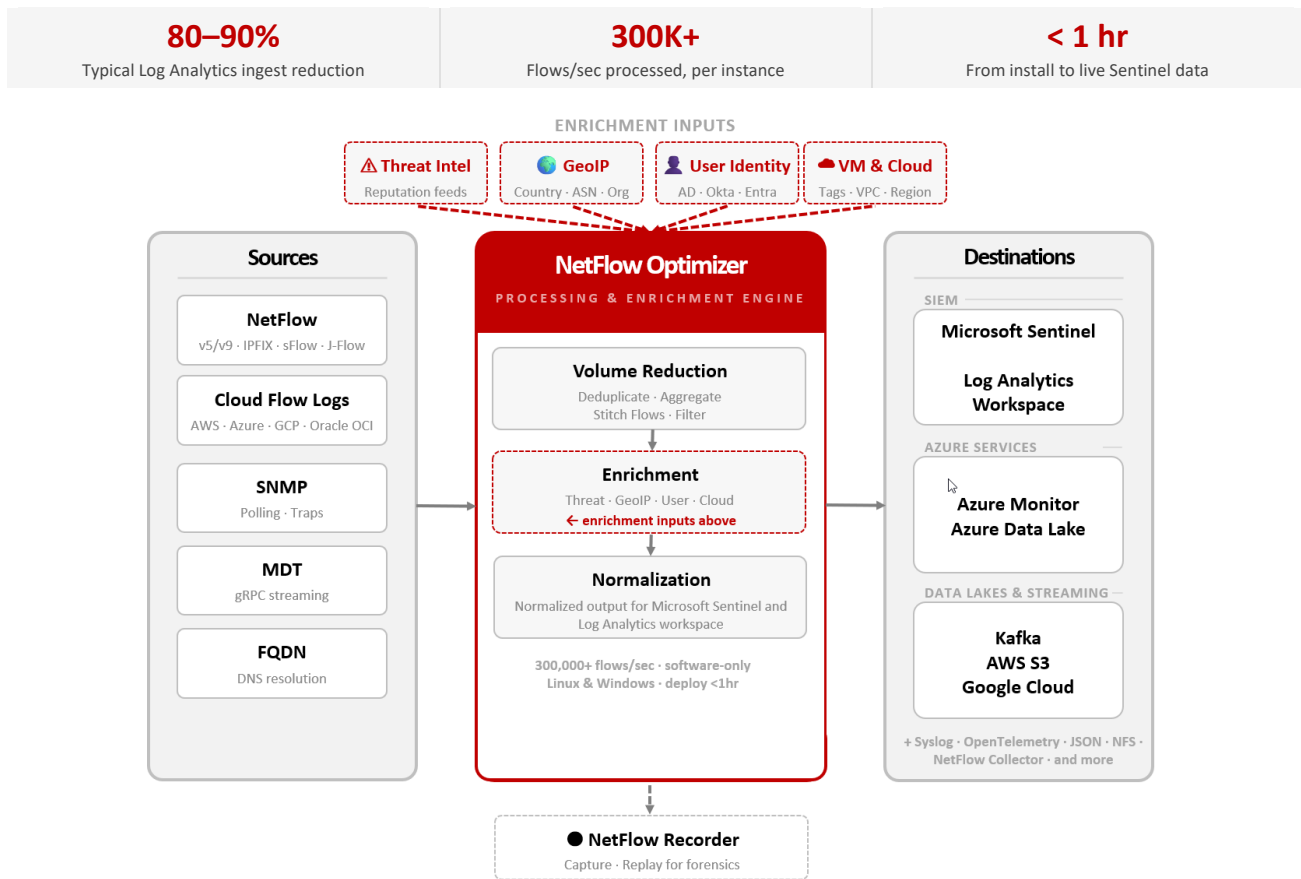 80–90%
Typical Log Analytics ingest reduction
300K+
Flows/sec processed, per instance
< 1 hr
From install to live Sentinel data
ENRICHMENT INPUTS
Threat Intel
Reputation feeds
GeoIP
Country · ASN · Org
User Identity
AD · Okta · Entra
VM & Cloud
Tags · VPC · Region
Sources
NetFlow
v5/v9 · IPFIX · sFlow · J-Flow
Cloud Flow Logs
AWS · Azure · GCP · Oracle OCI
SNMP
Polling · Traps
MDT
gRPC streaming
FQDN
DNS resolution
NetFlow Optimizer
PROCESSING & ENRICHMENT ENGINE
Volume Reduction
Deduplicate · Aggregate
Stitch Flows · Filter
Enrichment
Threat · GeoIP · User · Cloud
← enrichment inputs above
Normalization
Normalized output for Microsoft Sentinel and
Log Analytics workspace
300,000+ flows/sec · software-only
Linux & Windows · deploy <1hr
Destinations
SIEM
Microsoft Sentinel
Log Analytics
Workspace
AZURE SERVICES
Azure Monitor
Azure Data Lake
DATA LAKES & STREAMING
Kafka
AWS S3
Google Cloud
+ Syslog · OpenTelemetry · JSON · NFS ·
NetFlow Collector · and more
NetFlow Recorder
Capture · Replay for forensics